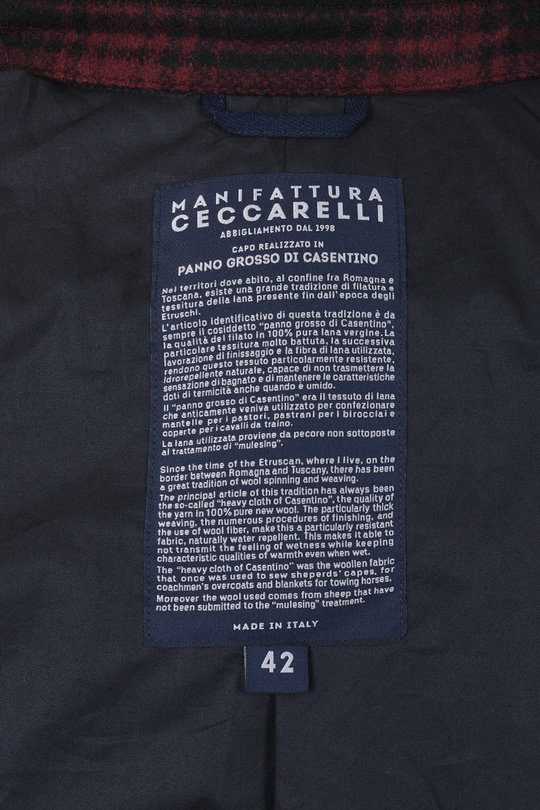 MANIFATTURA
CECCARELLI
ABBIGLIAMENTO DAL 1998
CAPO REALIZZATO IN
PANNO GROSSO DI CASENTINO
Nei territori dove abito, al confine fra Romagna e
Toscana, esiste una grande tradizione di filatura e
tessitura della lana presente fin dall'epoca degli
Etruschi.
L'articolo identificativo di questa tradizione è da
sempre il cosiddetto "panno grosso di Casentino",
la qualità del filato in 100% pura lana vergine. La
particolare tessitura molto battuta, la successiva
lavorazione di finissaggio e la fibra di lana utilizzata,
rendono questo tessuto particolarmente resistente,
idrorepellente naturale, capace di non trasmettere la
sensazione di bagnato e di mantenere le caratteristiche
doti di termicità anche quando è umido.
Il "panno grosso di Casentino" era il tessuto di lana
che anticamente veniva utilizzato per confezionare
mantelle per i pastori, pastrani per i birocciai e
coperte per i cavalli da traino.
La lana utilizzata proviene da pecore non sottoposte
al trattamento di "mulesing".
Since the time of the Etruscan, where I live, on the
border between Romagna and Tuscany, there has been
a great tradition of wool spinning and weaving.
The principal article of this tradition has always been
the so-called "heavy cloth of Casentino", the quality of
the yarn in 100% pure new wool. The particularly thick
weaving, the numerous procedures of finishing, and
the use of wool fiber, make this a particularly resistant
fabric, naturally water repellent. This makes it able to
not transmit the feeling of wetness while keeping
characteristic qualities of warmth even when wet.
The "heavy cloth of Casentino" was the woollen fabric
that once was used to sew sheperds' capes, for
coachmen's overcoats and blankets for towing horses.
Moreover the wool used comes from sheep that have
not been submitted to the "mulesing" treatment.
MADE IN ITALY
42